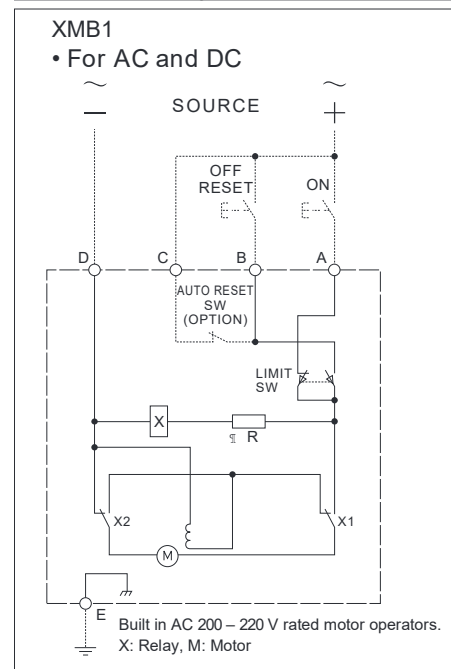 XMB1
• For AC and DC
∼ ∼
− SOURCE +
OFF
RESET
ON
D C B A
AUTO RESET
SW
(OPTION)
LIMIT
SW
X
¶ R
X2 X1
M
E
Built in AC 200 – 220 V rated motor operators.
X: Relay, M: Motor